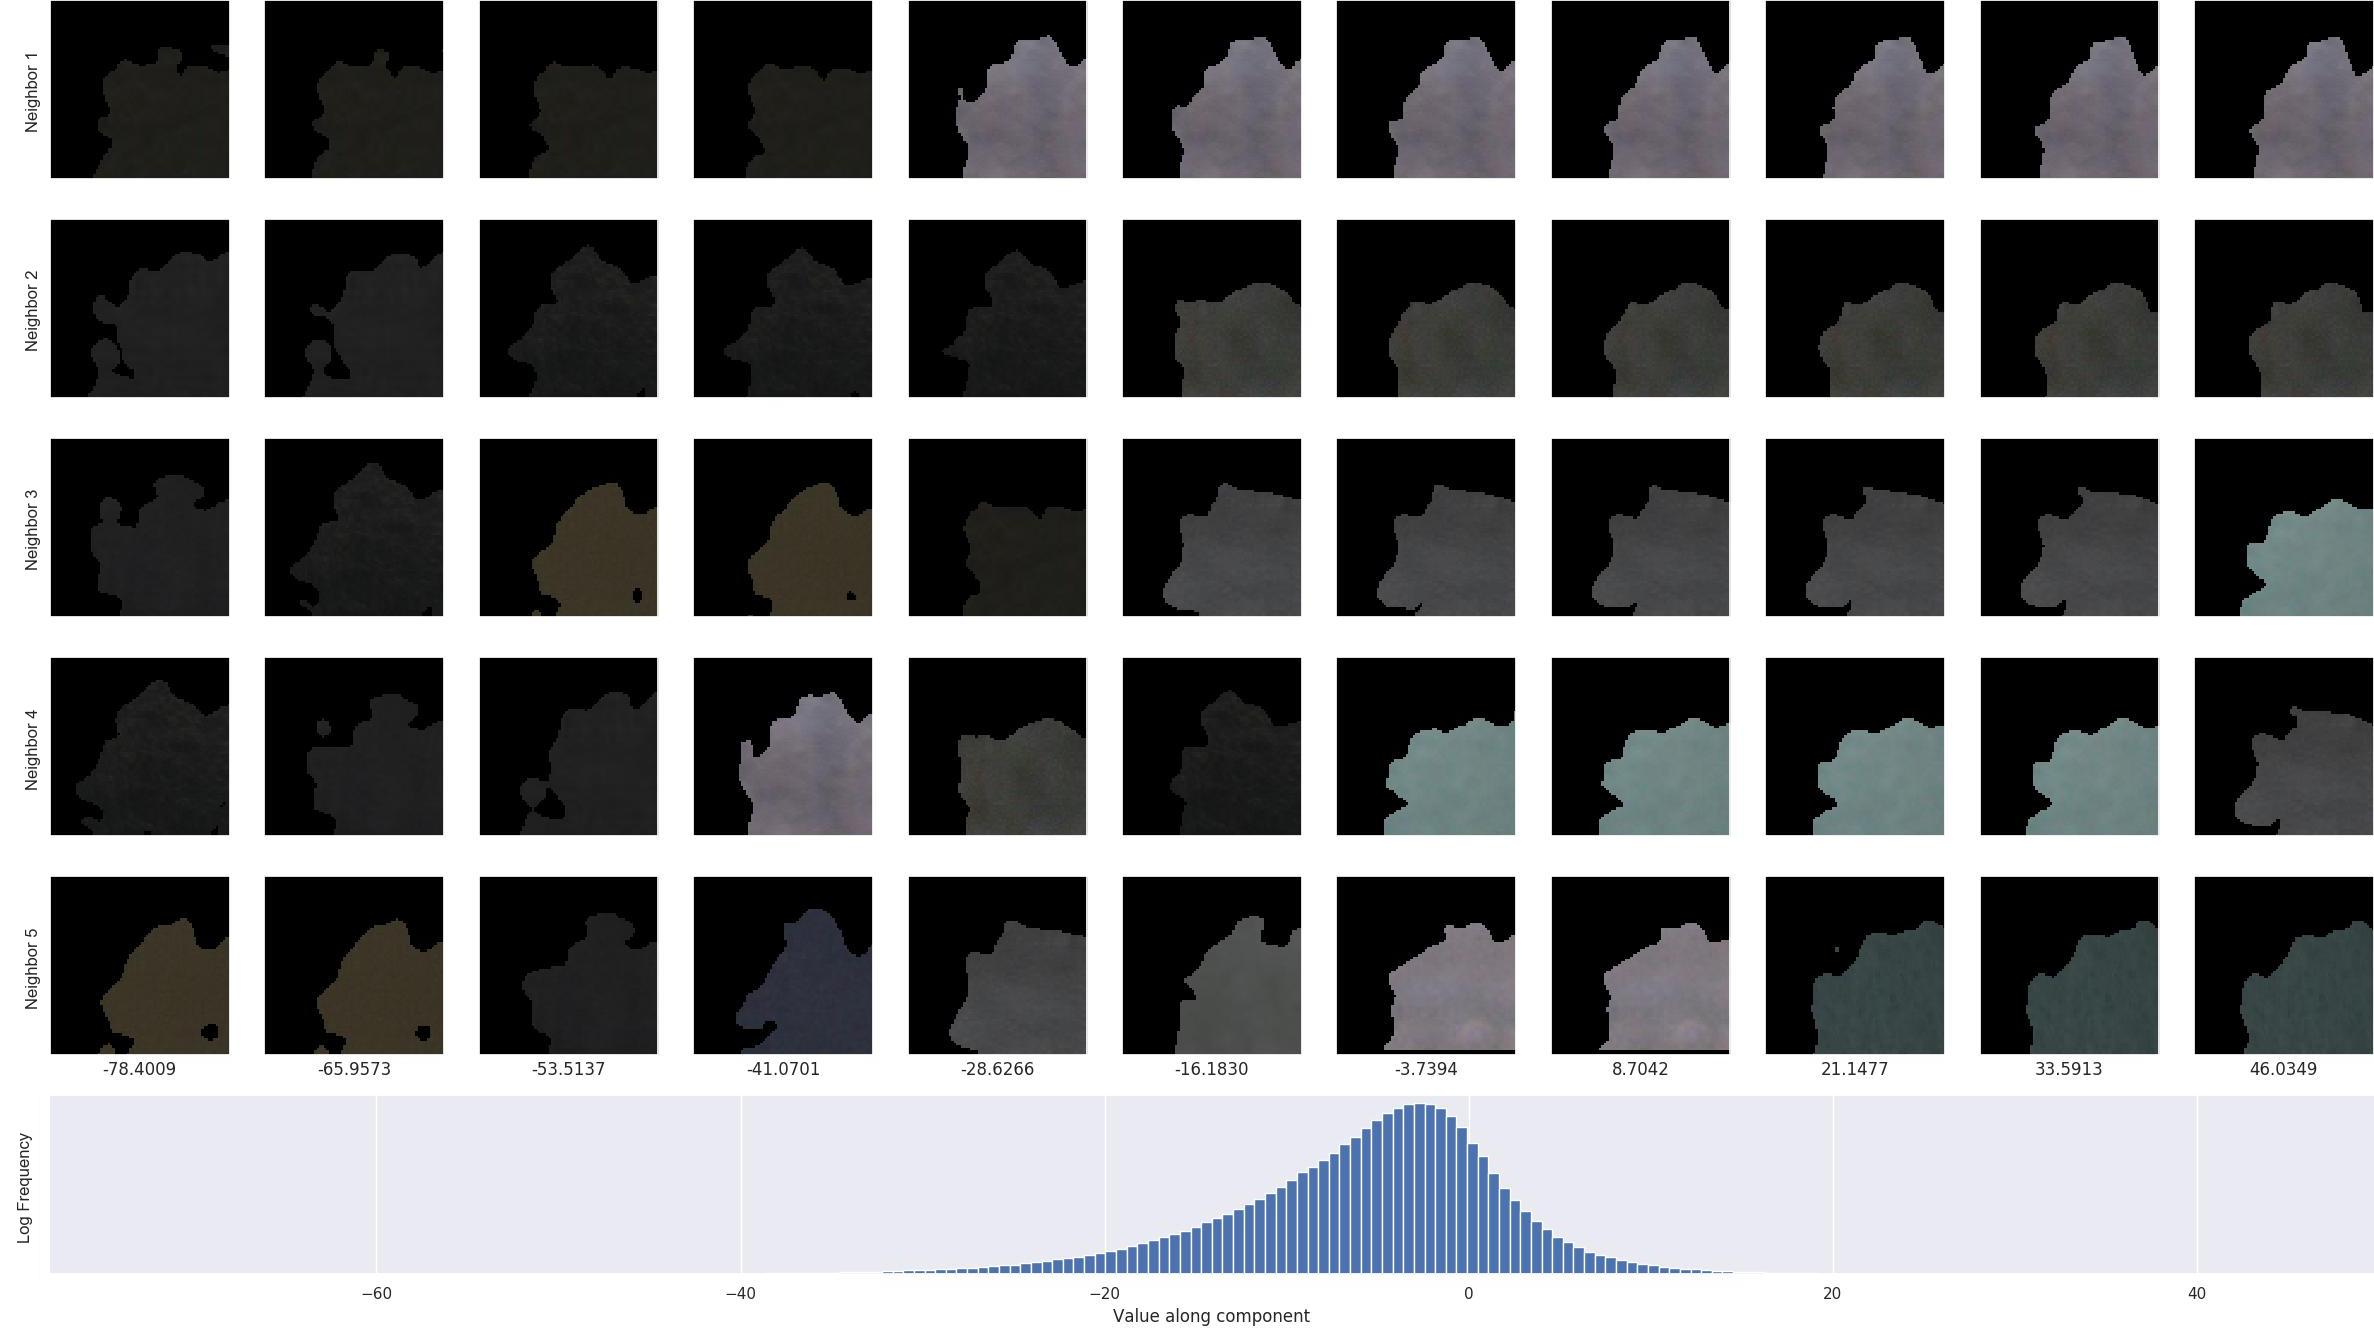 Neighbor 1
Neighbor 2
Neighbor 3
Neighbor 4
Neighbor 5
-78.4009 -65.9573 -53.5137 -41.0701 -28.6266 -16.1830 -3.7394 8.7042 21.1477 33.5913 46.0349
Log Frequency
−60 −40 −20 0 20 40
Value along component